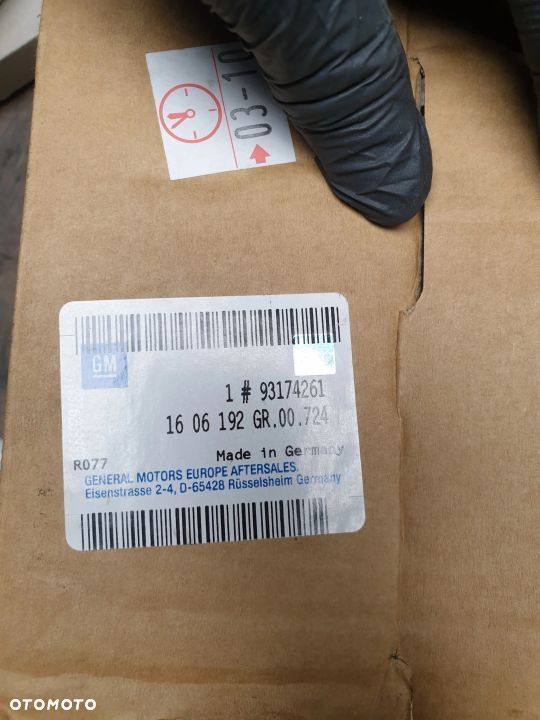 03-10
GM
1 # 93174261
16 06 192 GR.00.724
Made in Germany
R077
GENERAL MOTORS EUROPE AFTERSALES
Eisenstrasse 2-4, D-65428 Rüsselsheim Germany
OTOMOTO